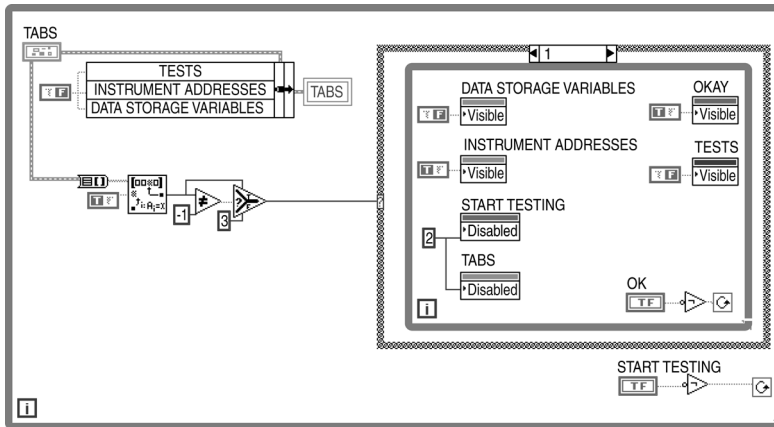 TABS
1
TESTS
INSTRUMENT ADDRESSES
DATA STORAGE VARIABLES
F
TABS
DATA STORAGE VARIABLES
OKAY
F
Visible
T
Visible
INSTRUMENT ADDRESSES
TESTS
T
Visible
F
Visible
T
i: A[i]=X
-1
≠
?
T
F
3
?
START TESTING
Disabled
2
TABS
Disabled
OK
i
TF
START TESTING
TF
i